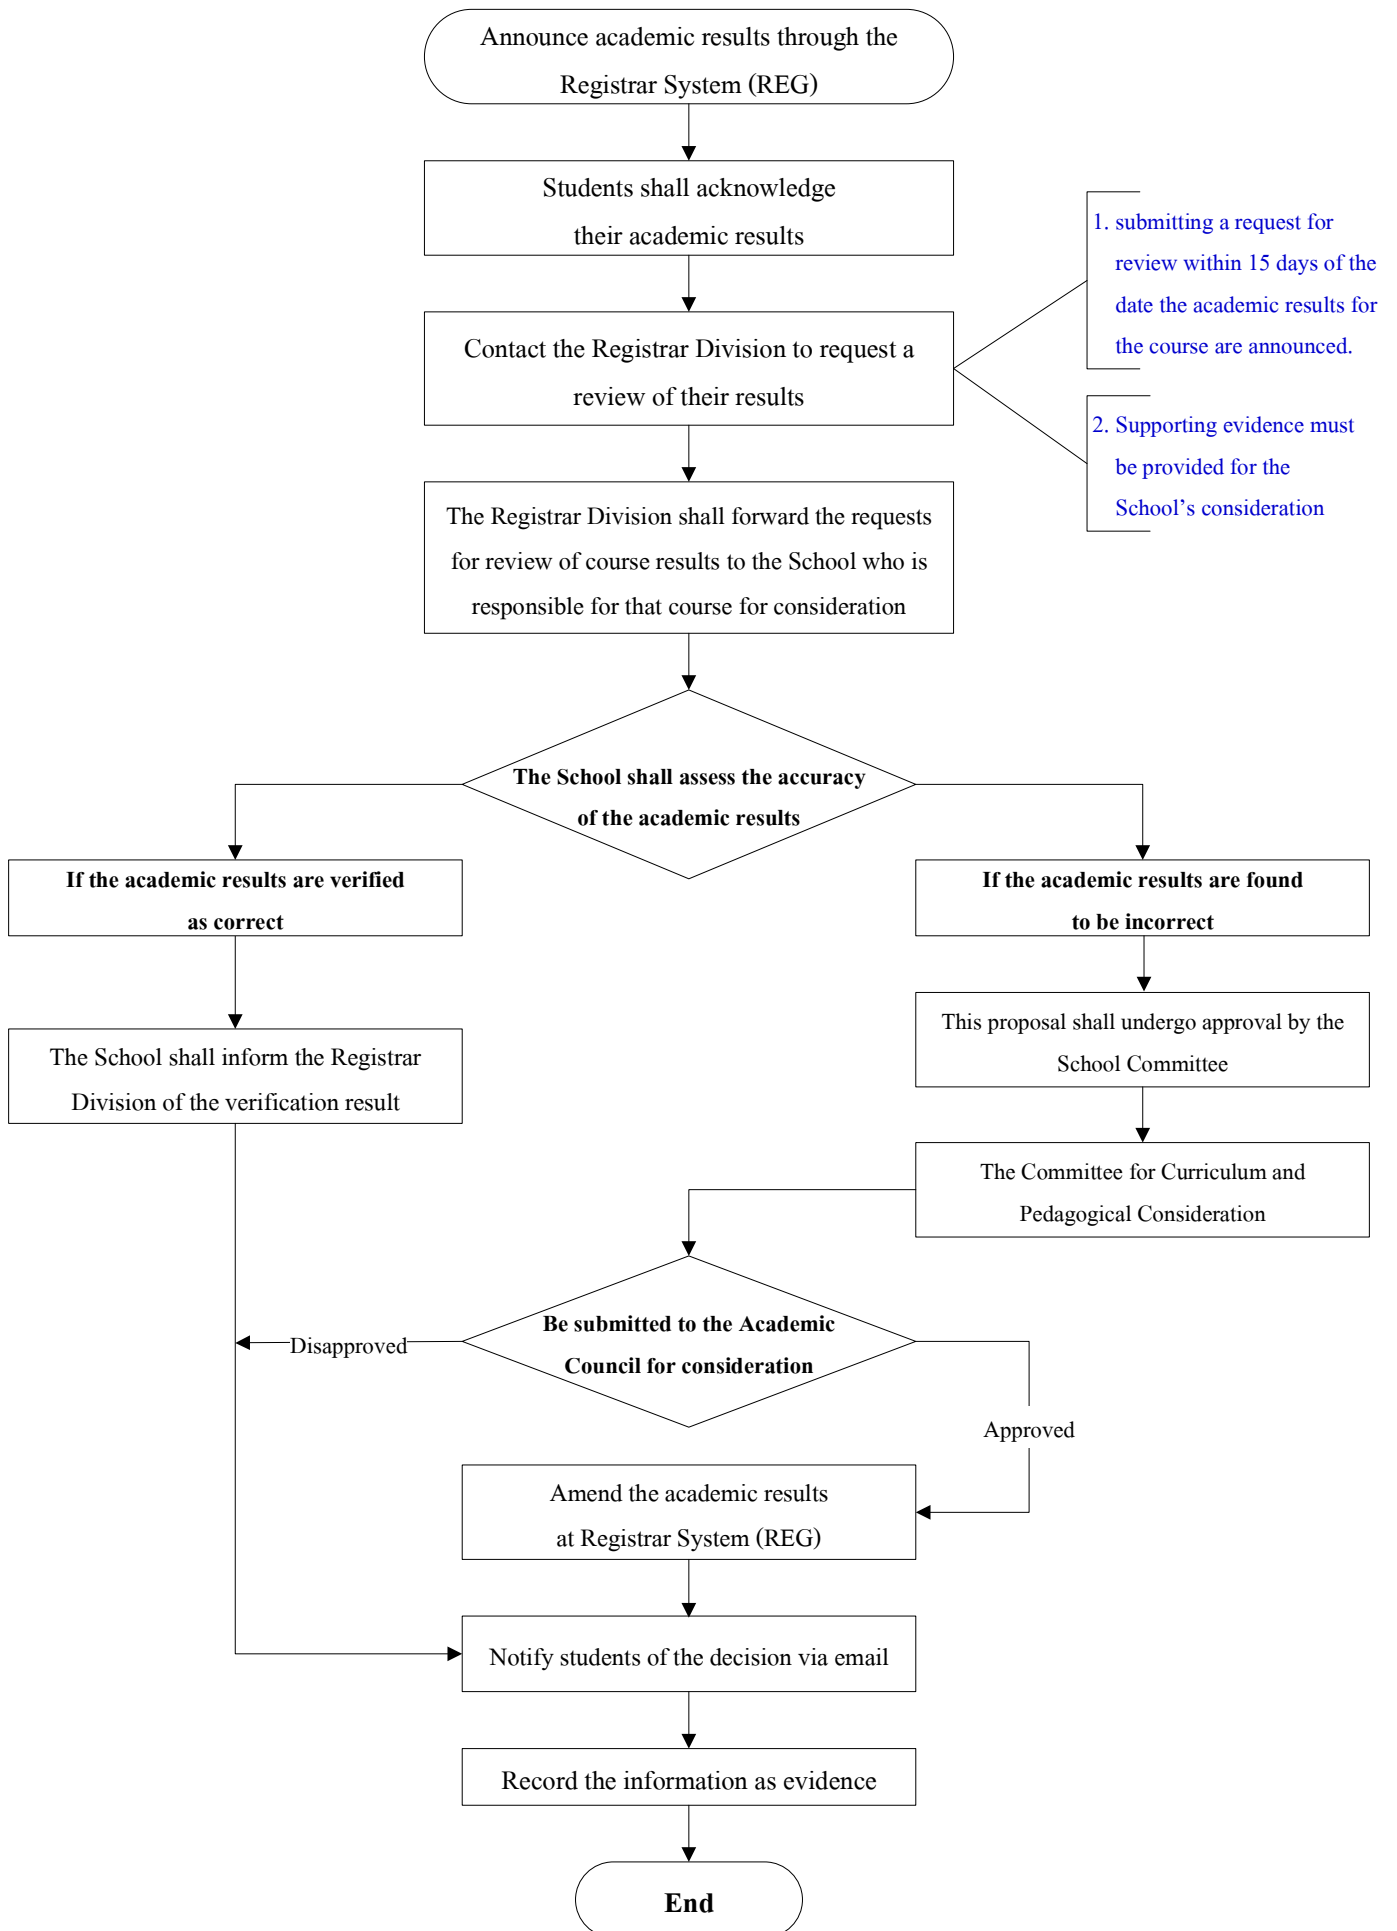 Announce academic results through the
Registrar System (REG)
Students shall acknowledge
their academic results
1. submitting a request for
review within 15 days of the
date the academic results for
the course are announced.
Contact the Registrar Division to request a
review of their results
2. Supporting evidence must
be provided for the
School's consideration
The Registrar Division shall forward the requests
for review of course results to the School who is
responsible for that course for consideration
The School shall assess the accuracy
of the academic results
If the academic results are verified
as correct
If the academic results are found
to be incorrect
The School shall inform the Registrar
Division of the verification result
This proposal shall undergo approval by the
School Committee
The Committee for Curriculum and
Pedagogical Consideration
Be submitted to the Academic
Council for consideration
Disapproved
Approved
Amend the academic results
at Registrar System (REG)
Notify students of the decision via email
Record the information as evidence
End